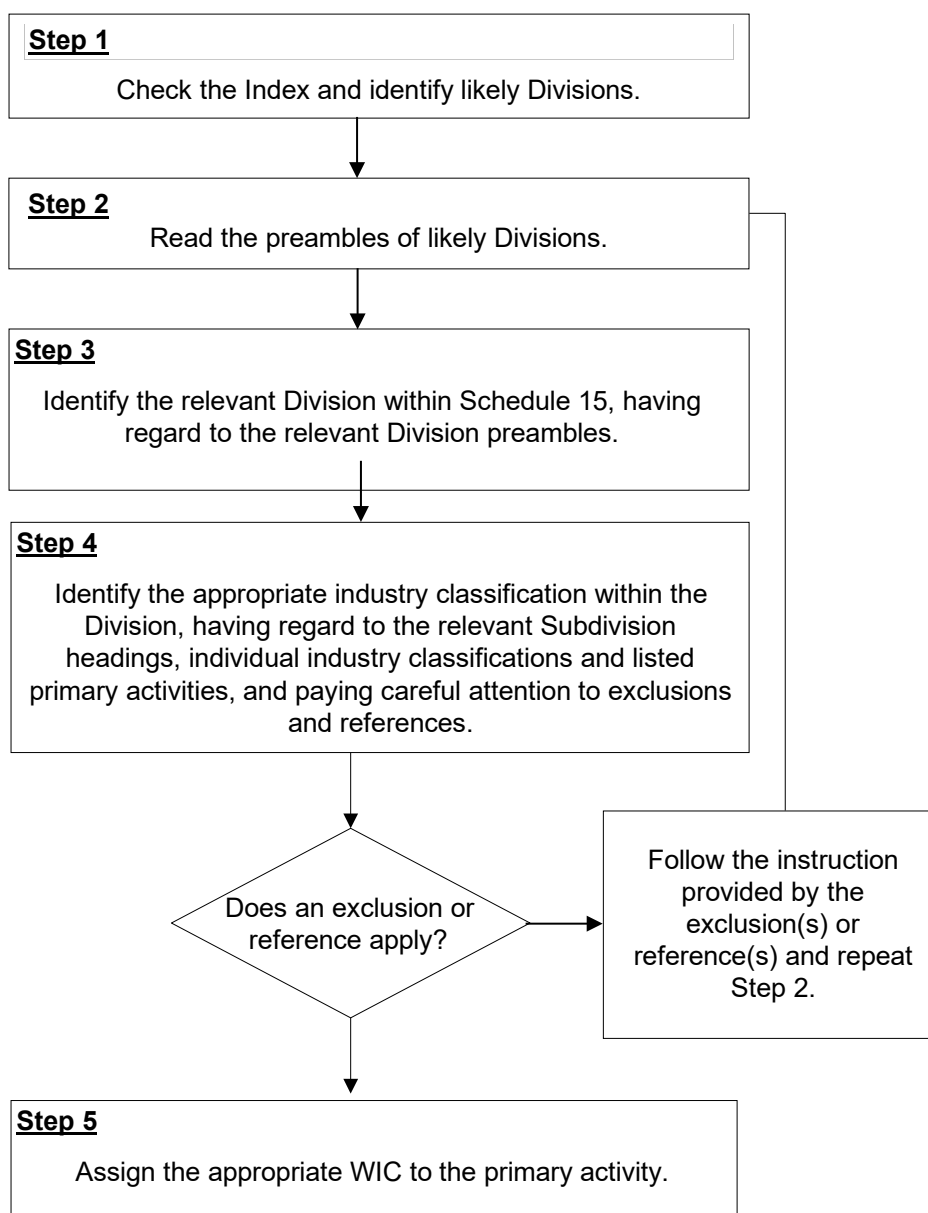 Step 1
Check the Index and identify likely Divisions.
Step 2
Read the preambles of likely Divisions.
Step 3
Identify the relevant Division within Schedule 15, having
regard to the relevant Division preambles.
Step 4
Identify the appropriate industry classification within the
Division, having regard to the relevant Subdivision
headings, individual industry classifications and listed
primary activities, and paying careful attention to exclusions
and references.
Does an exclusion or
reference apply?
Follow the instruction
provided by the
exclusion(s) or
reference(s) and repeat
Step 2.
Step 5
Assign the appropriate WIC to the primary activity.